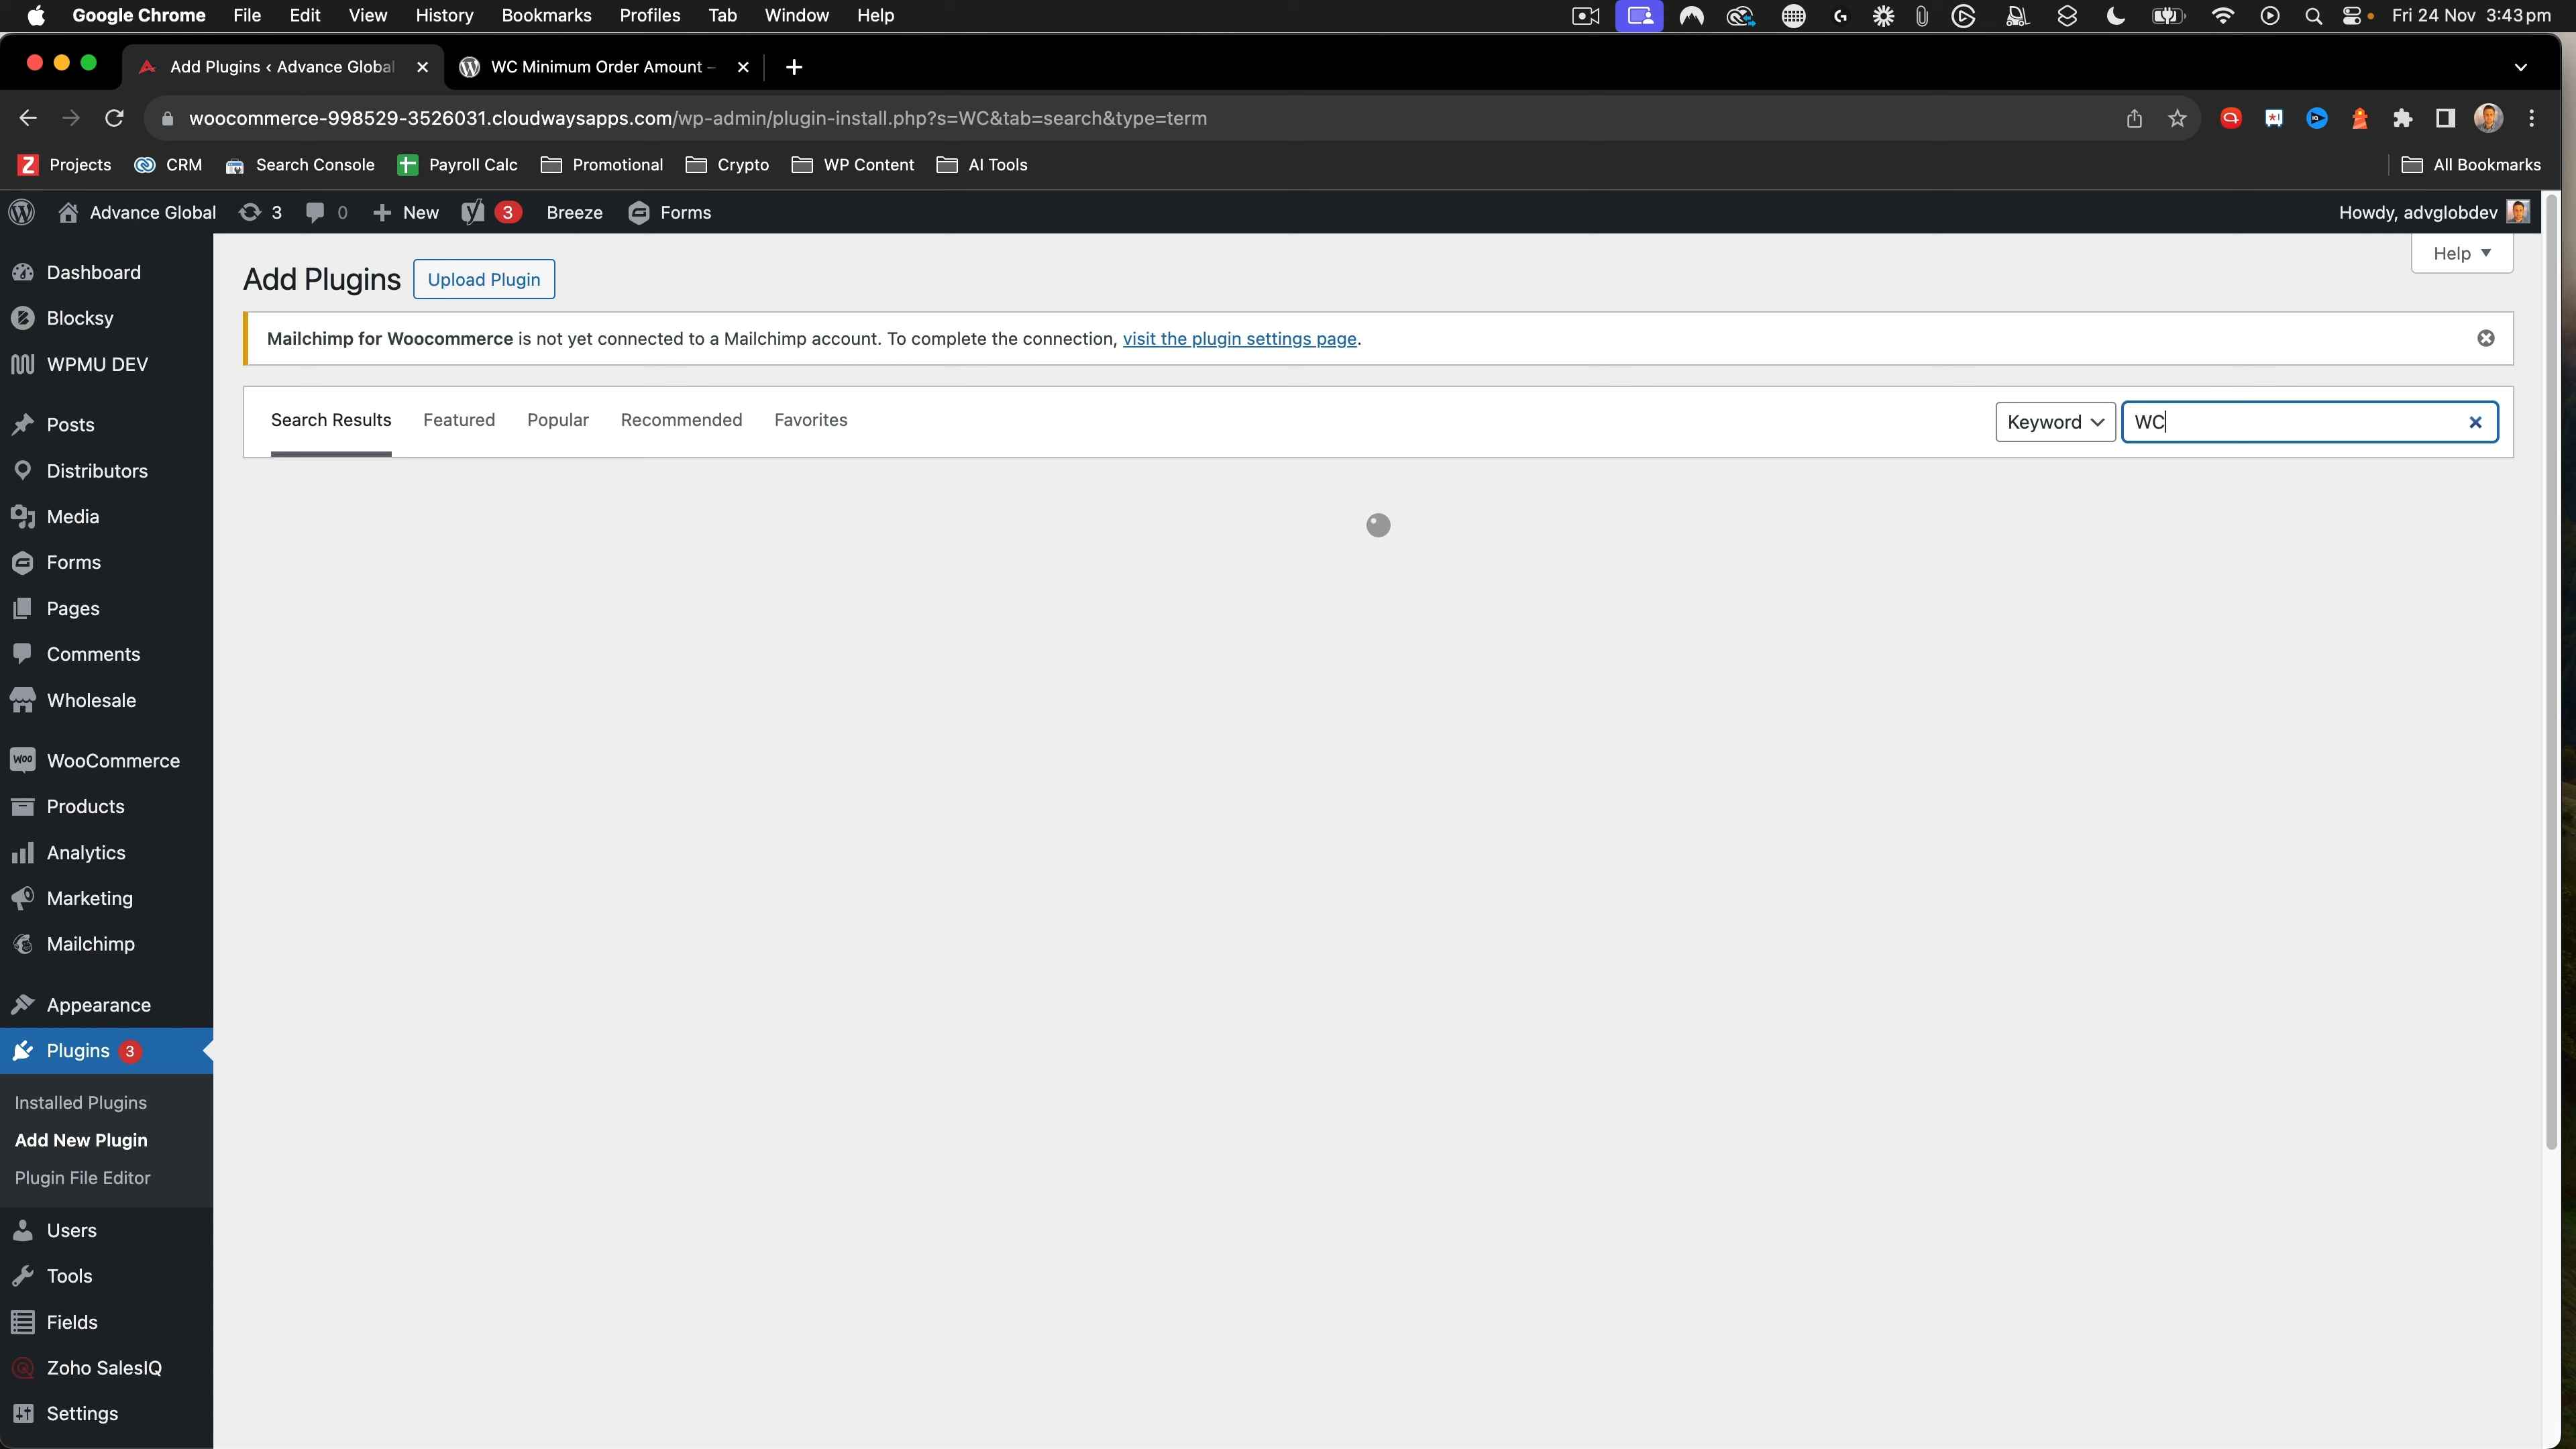 Google Chrome File Edit View History Bookmarks Profiles Tab Window Help Fri 24 Nov 3:43 pm
Add Plugins ‹ Advance Global WC Minimum Order Amount –
woocommerce-998529-3526031.cloudwaysapps.com/wp-admin/plugin-install.php?s=WC&tab=search&type=term
Projects CRM Search Console Payroll Calc Promotional Crypto WP Content AI Tools All Bookmarks
Advance Global 3 0 New 3 Breeze Forms Howdy, advglobdev
Help
Add Plugins Upload Plugin
Mailchimp for Woocommerce is not yet connected to a Mailchimp account. To complete the connection, visit the plugin settings page.
Search Results Featured Popular Recommended Favorites Keyword WC
Dashboard
Blocksy
WPMU DEV
Posts
Distributors
Media
Forms
Pages
Comments
Wholesale
WooCommerce
Products
Analytics
Marketing
Mailchimp
Appearance
Plugins 3
Installed Plugins
Add New Plugin
Plugin File Editor
Users
Tools
Fields
Zoho SalesIQ
Settings